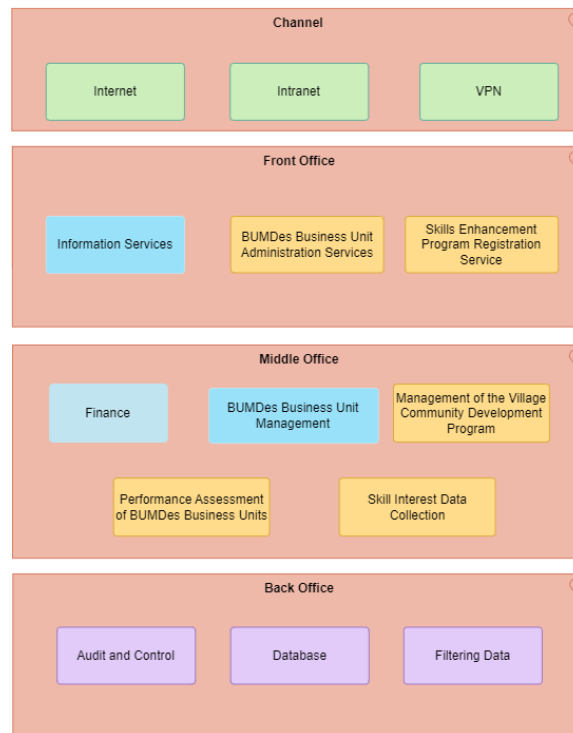 Channel
Internet
Intranet
VPN
Front Office
Information Services
BUMDes Business Unit
Administration Services
Skills Enhancement
Program Registration
Service
Middle Office
Finance
BUMDes Business Unit
Management
Management of the Village
Community Development
Program
Performance Assessment
of BUMDes Business Units
Skill Interest Data
Collection
Back Office
Audit and Control
Database
Filtering Data